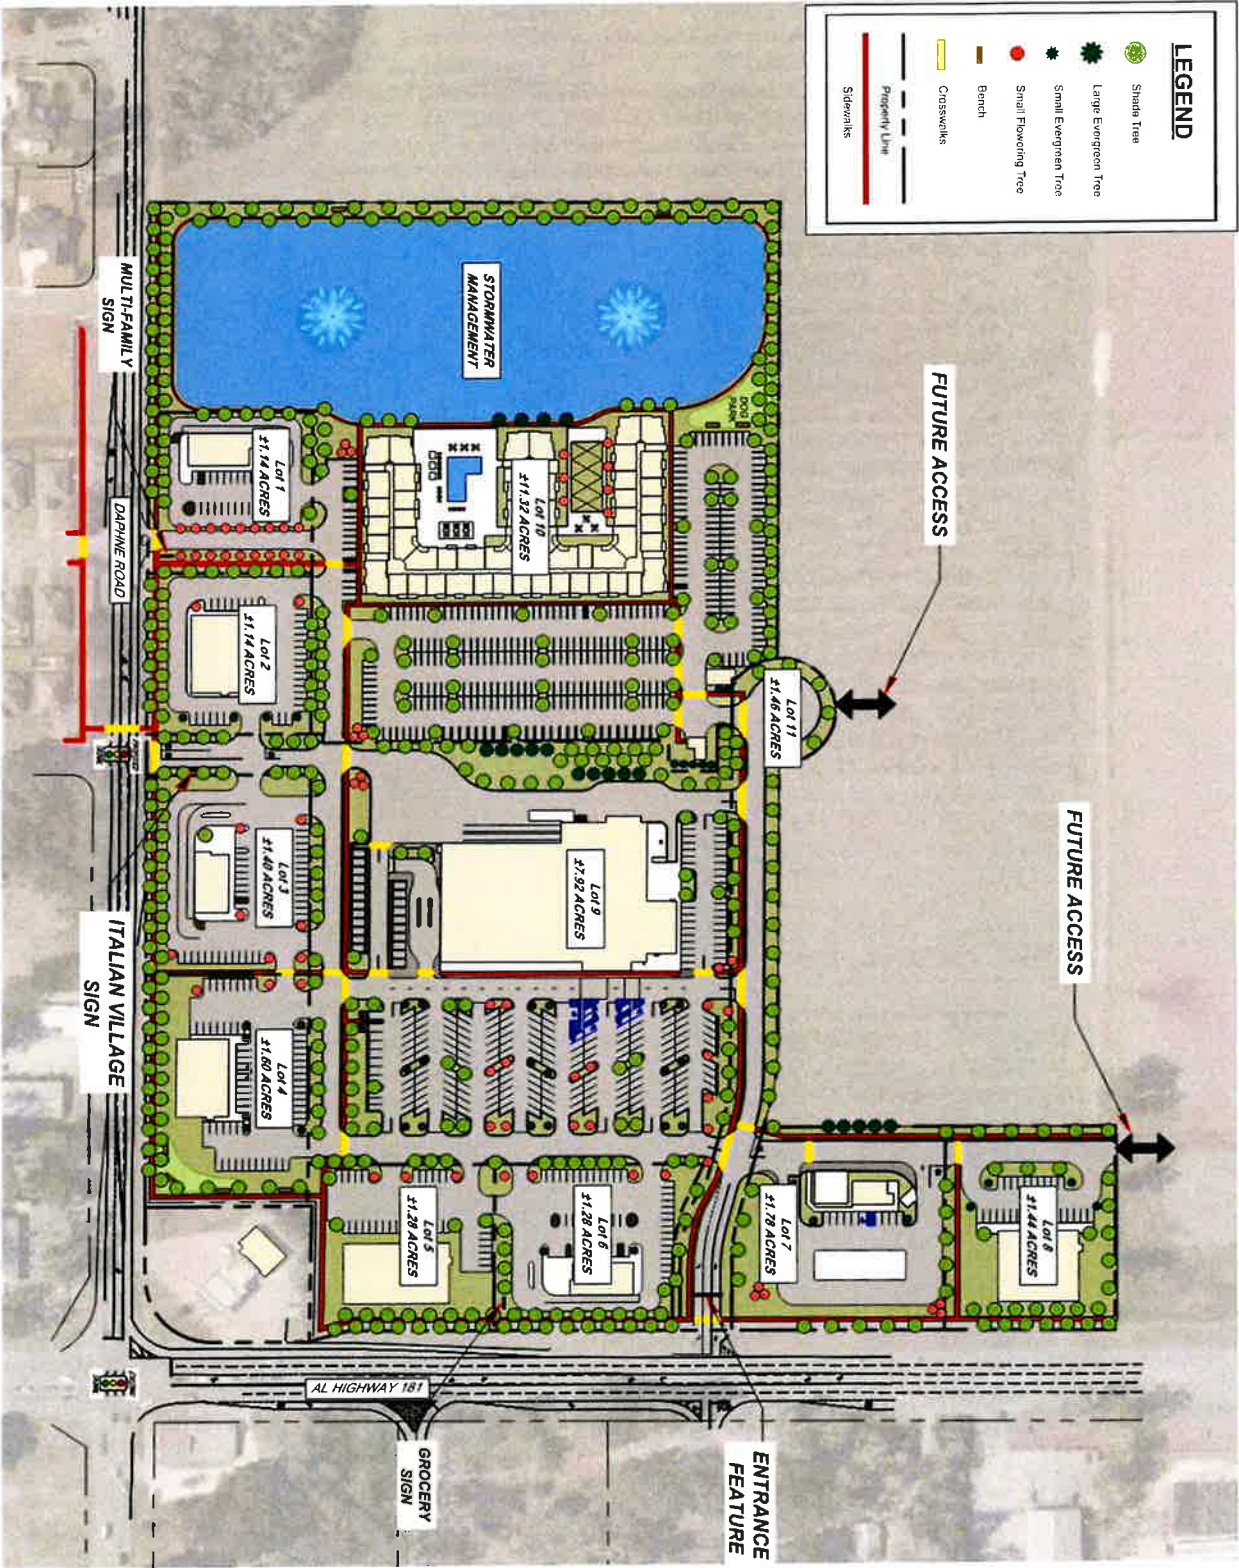 LEGEND
Shade Tree
Large Evergreen Tree
Small Evergreen Tree
Small Flowering Tree
Bench
Crosswalks
Property Line
Sidewalks
FUTURE ACCESS
FUTURE ACCESS
STORMWATER
MANAGEMENT
DOG
PARK
MULTI-FAMILY
SIGN
Lot 1
±1.14 ACRES
Lot 10
±11.32 ACRES
DAPHNE ROAD
Lot 2
±1.14 ACRES
Lot 11
±1.46 ACRES
Lot 3
±1.40 ACRES
Lot 9
±7.92 ACRES
ITALIAN VILLAGE
SIGN
Lot 4
±1.60 ACRES
Lot 5
±1.28 ACRES
Lot 6
±1.28 ACRES
Lot 7
±1.78 ACRES
Lot 8
±1.44 ACRES
AL HIGHWAY 181
GROCERY
SIGN
ENTRANCE
FEATURE